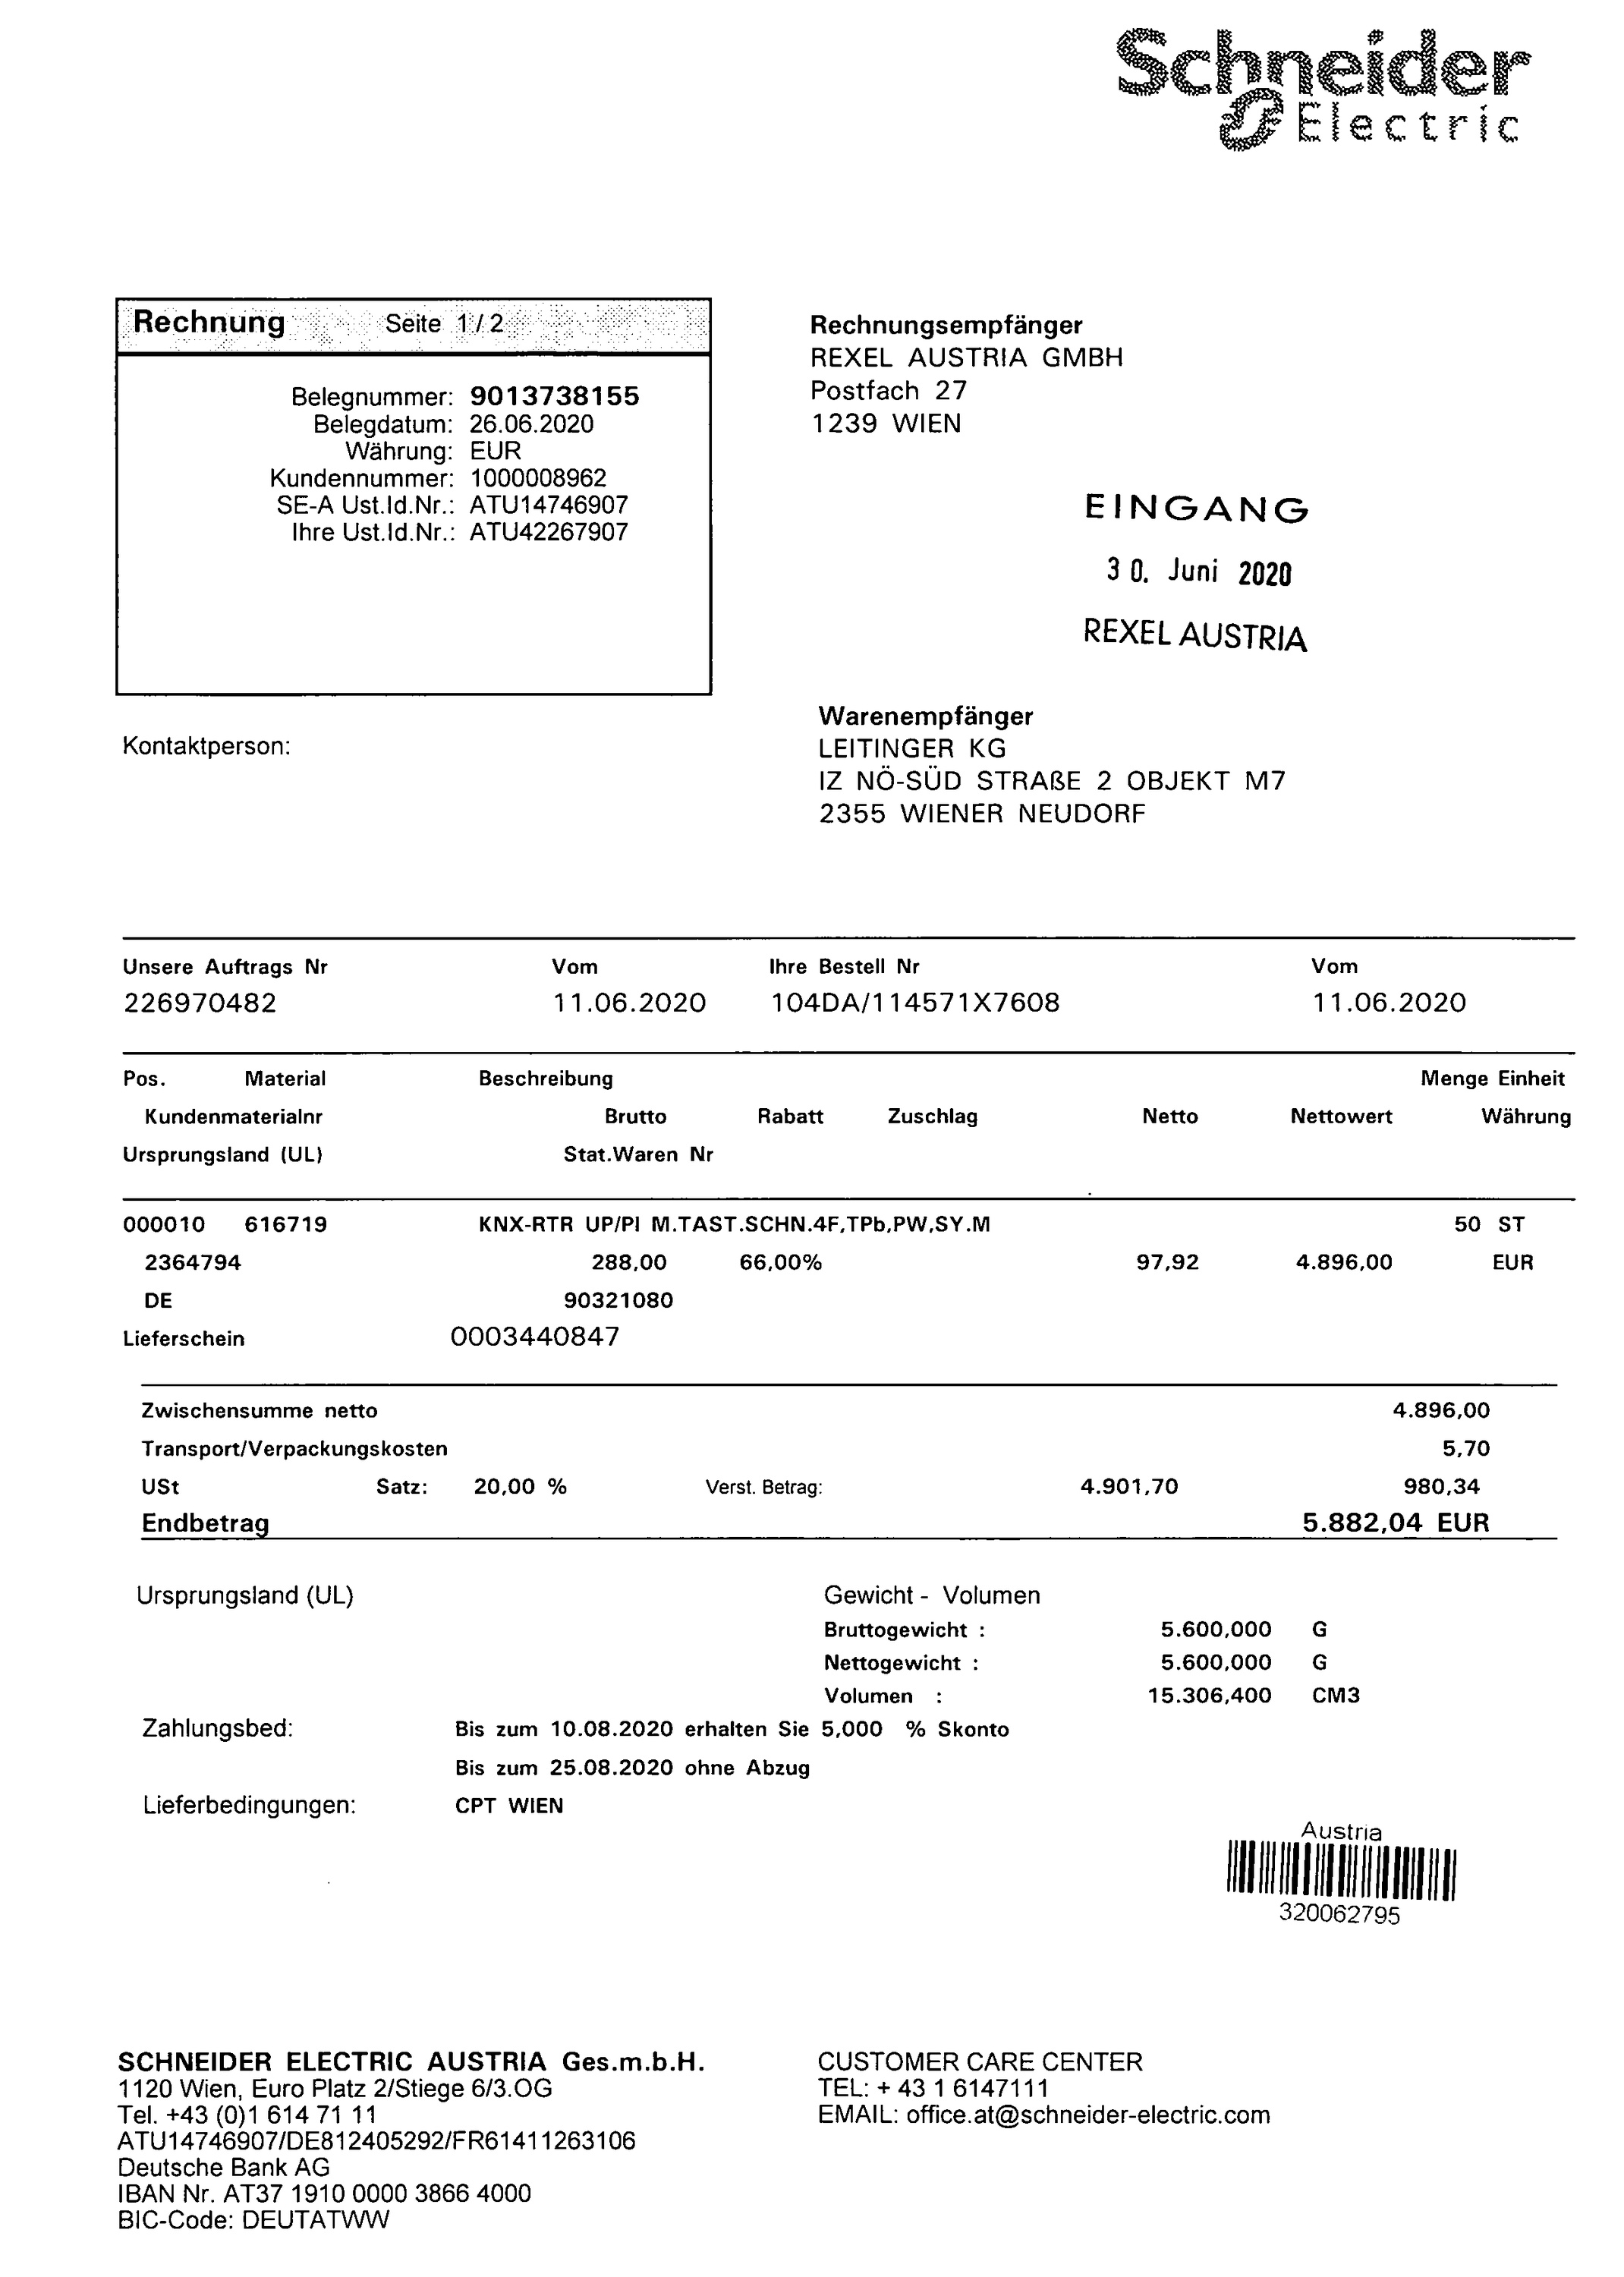 Schneider
Electric
Rechnung Seite 1 / 2
Belegnummer: 9013738155
Belegdatum: 26.06.2020
Währung: EUR
Kundennummer: 1000008962
SE-A Ust.Id.Nr.: ATU14746907
Ihre Ust.Id.Nr.: ATU42267907
Rechnungsempfänger
REXEL AUSTRIA GMBH
Postfach 27
1239 WIEN
EINGANG
30. Juni 2020
REXEL AUSTRIA
Kontaktperson:
Warenempfänger
LEITINGER KG
IZ NÖ-SÜD STRAßE 2 OBJEKT M7
2355 WIENER NEUDORF
Unsere Auftrags Nr Vom Ihre Bestell Nr Vom
226970482 11.06.2020 104DA/114571X7608 11.06.2020
Pos. Material Beschreibung Menge Einheit
Kundenmaterialnr Brutto Rabatt Zuschlag Netto Nettowert Währung
Ursprungsland (UL) Stat.Waren Nr
000010 616719 KNX-RTR UP/PI M.TAST.SCHN.4F,TPb,PW,SY.M 50 ST
2364794 288,00 66,00% 97,92 4.896,00 EUR
DE 90321080
Lieferschein 0003440847
Zwischensumme netto 4.896,00
Transport/Verpackungskosten 5,70
USt Satz: 20,00 % Verst. Betrag: 4.901,70 980,34
Endbetrag 5.882,04 EUR
Ursprungsland (UL) Gewicht - Volumen
Bruttogewicht : 5.600,000 G
Nettogewicht : 5.600,000 G
Volumen : 15.306,400 CM3
Zahlungsbed: Bis zum 10.08.2020 erhalten Sie 5,000 % Skonto
Bis zum 25.08.2020 ohne Abzug
Lieferbedingungen: CPT WIEN
Austria
320062795
SCHNEIDER ELECTRIC AUSTRIA Ges.m.b.H.
1120 Wien, Euro Platz 2/Stiege 6/3.OG
Tel. +43 (0)1 614 71 11
ATU14746907/DE812405292/FR61411263106
Deutsche Bank AG
IBAN Nr. AT37 1910 0000 3866 4000
BIC-Code: DEUTATWW
CUSTOMER CARE CENTER
TEL: + 43 1 6147111
EMAIL: office.at@schneider-electric.com